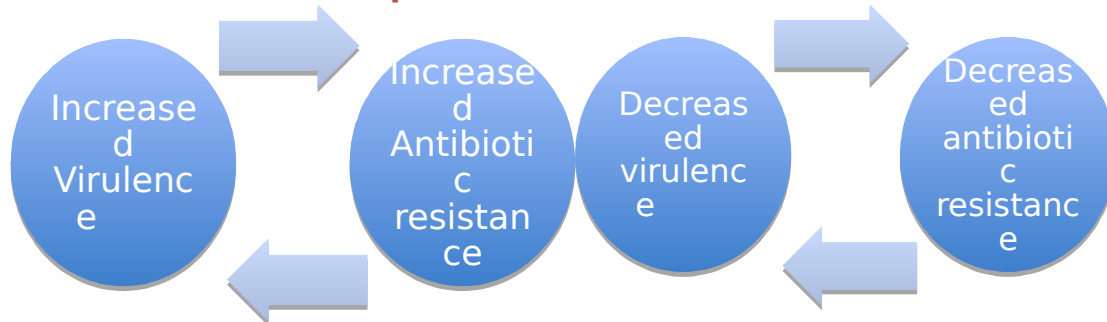 Increase
d
Virulenc
e
Increase
d
Antibioti
c
resistan
ce
Decreas
ed
virulenc
e
Decreas
ed
antibioti
c
resistanc
e